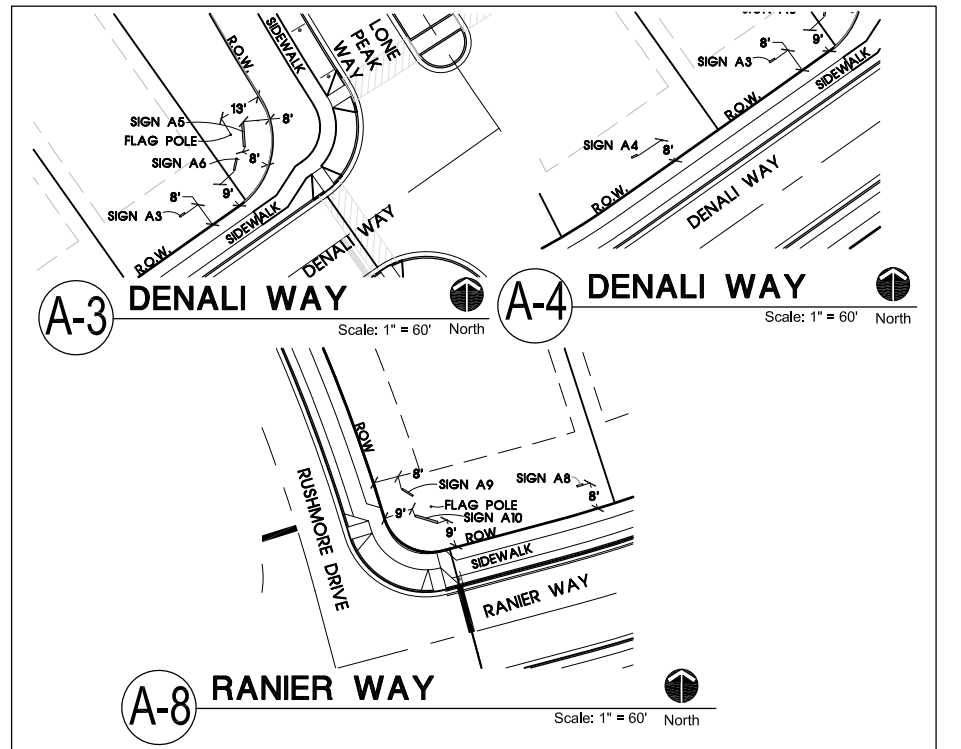 LONE
PEAK
WAY
SIDEWALK
R.O.W.
13'
SIGN A5
8'
FLAG POLE
SIGN A6
8'
8'
9'
SIGN A3
SIDEWALK
R.O.W.
DENALI WAY
A-3
DENALI WAY
Scale: 1" = 60'
North
9'
8'
SIGN A3
SIDEWALK
R.O.W.
SIGN A4
8'
R.O.W.
DENALI WAY
A-4
DENALI WAY
Scale: 1" = 60'
North
ROW
RUSHMORE DRIVE
8'
SIGN A9
SIGN A8
8'
FLAG POLE
9'
SIGN A10
9'
ROW
SIDEWALK
RANIER WAY
A-8
RANIER WAY
Scale: 1" = 60'
North